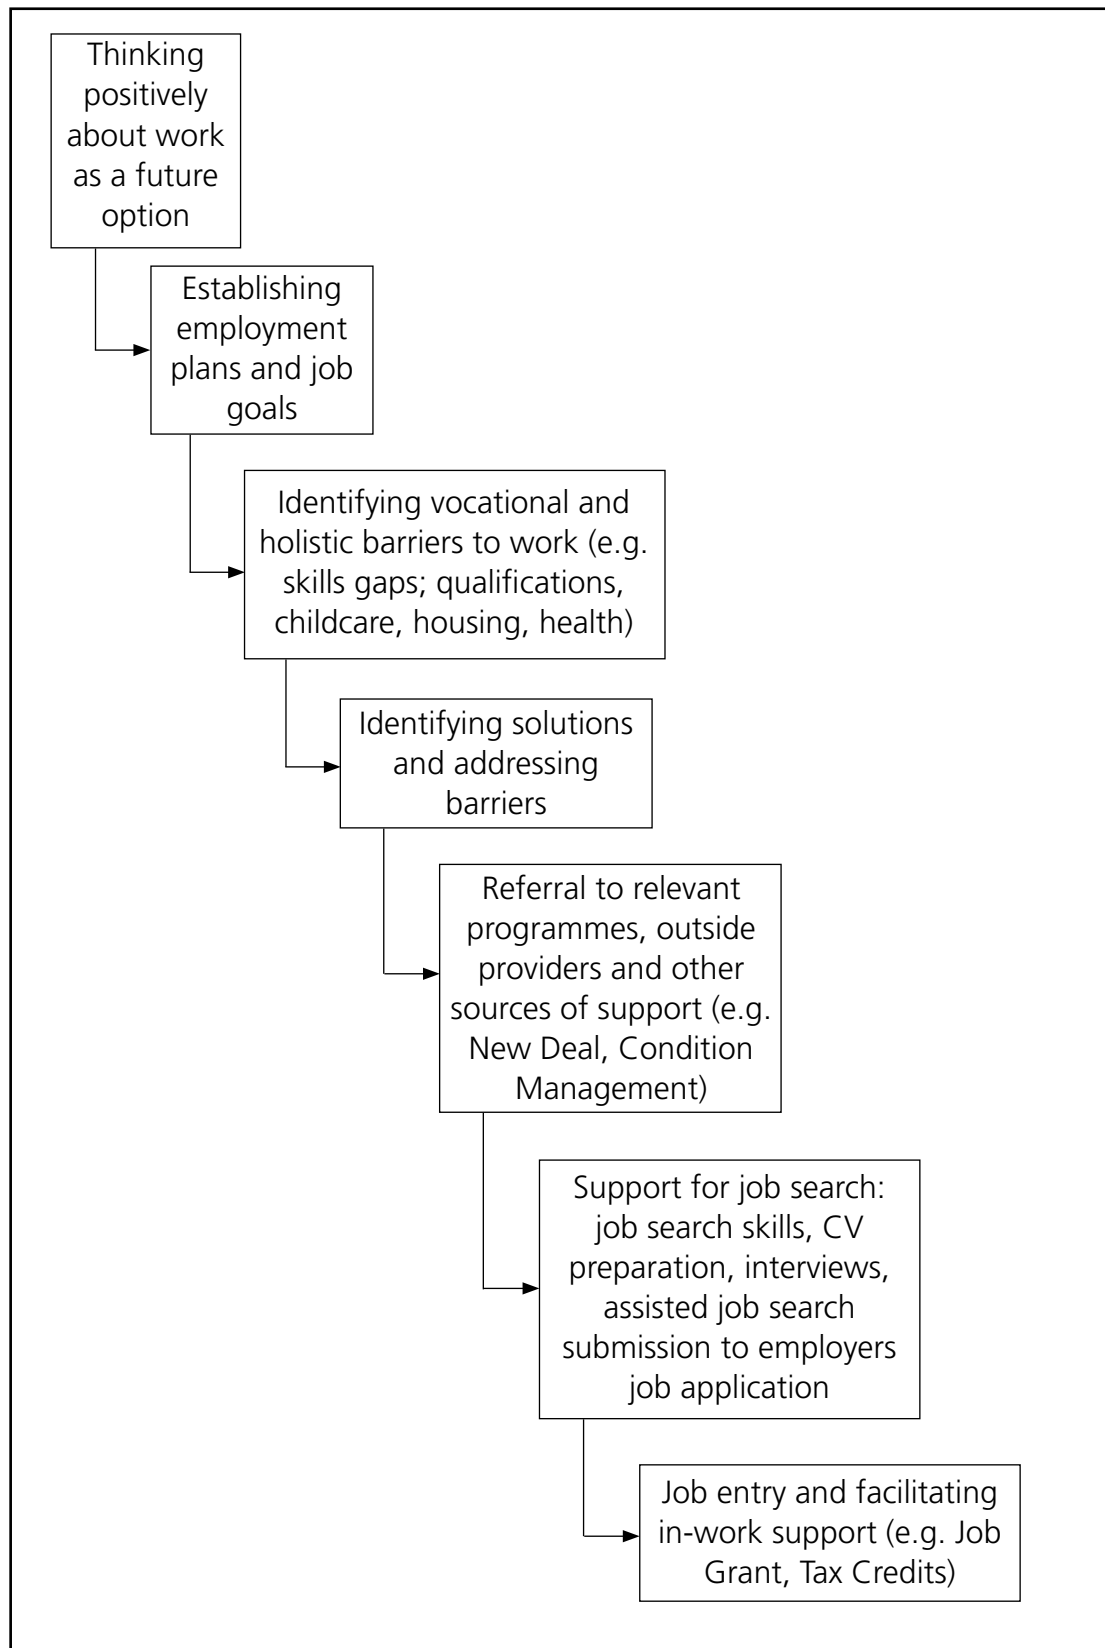 Thinking
positively
about work
as a future
option
Establishing
employment
plans and job
goals
Identifying vocational and
holistic barriers to work (e.g.
skills gaps; qualifications,
childcare, housing, health)
Identifying solutions
and addressing
barriers
Referral to relevant
programmes, outside
providers and other
sources of support (e.g.
New Deal, Condition
Management)
Support for job search:
job search skills, CV
preparation, interviews,
assisted job search
submission to employers
job application
Job entry and facilitating
in-work support (e.g. Job
Grant, Tax Credits)